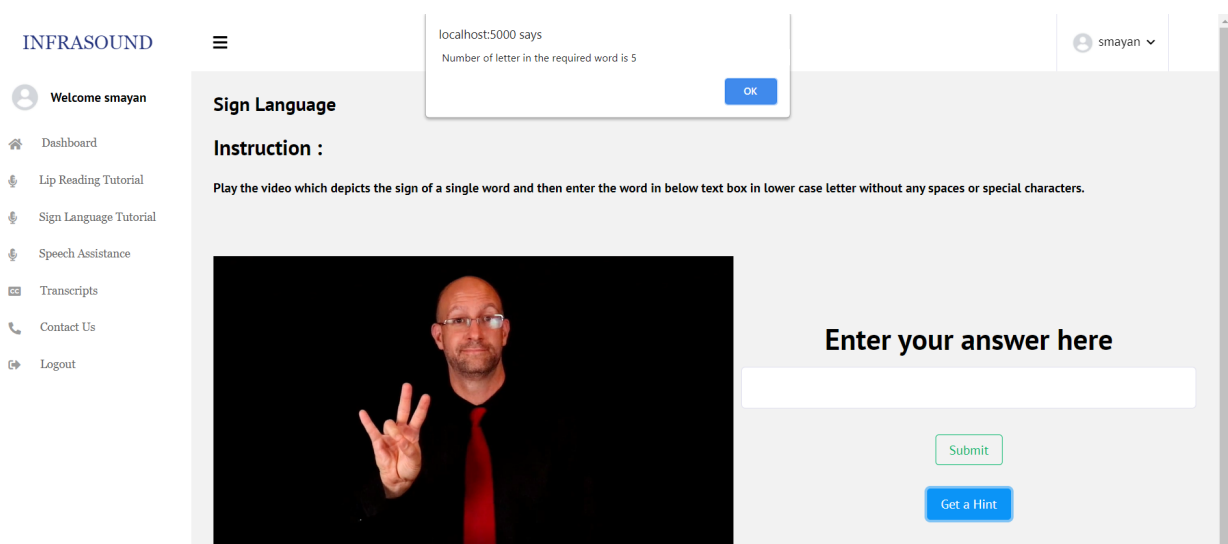 INFRASOUND
localhost:5000 says
Number of letter in the required word is 5
OK
smayan
Welcome smayan
Dashboard
Lip Reading Tutorial
Sign Language Tutorial
Speech Assistance
CC Transcripts
Contact Us
Logout
Sign Language
Instruction :
Play the video which depicts the sign of a single word and then enter the word in below text box in lower case letter without any spaces or special characters.
Enter your answer here
Submit
Get a Hint